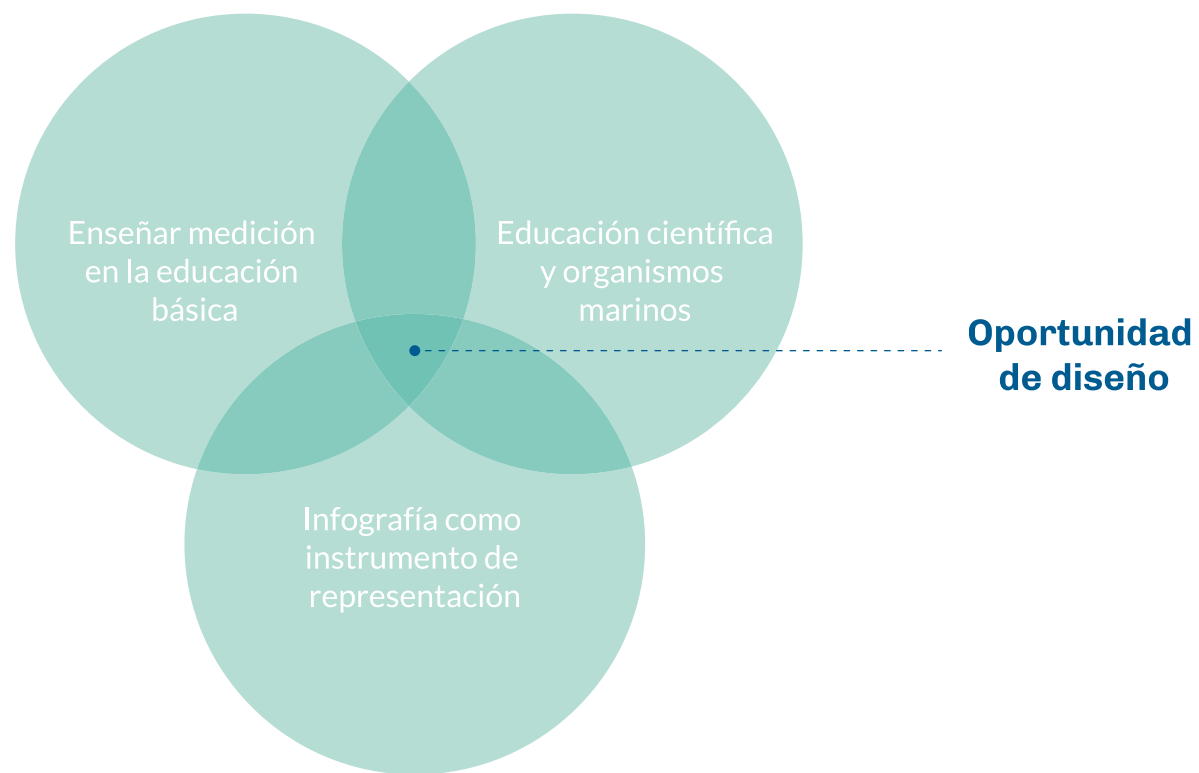 Enseñar medición
en la educación
básica
Educación científica
y organismos
marinos
Oportunidad
de diseño
Infografía como
instrumento de
representación